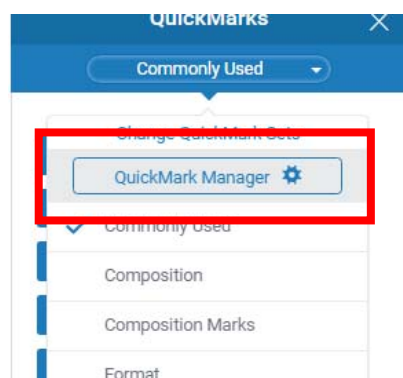 QuickMarks
Commonly Used
Change QuickMark Sets
QuickMark Manager
Commonly Used
Composition
Composition Marks
Format